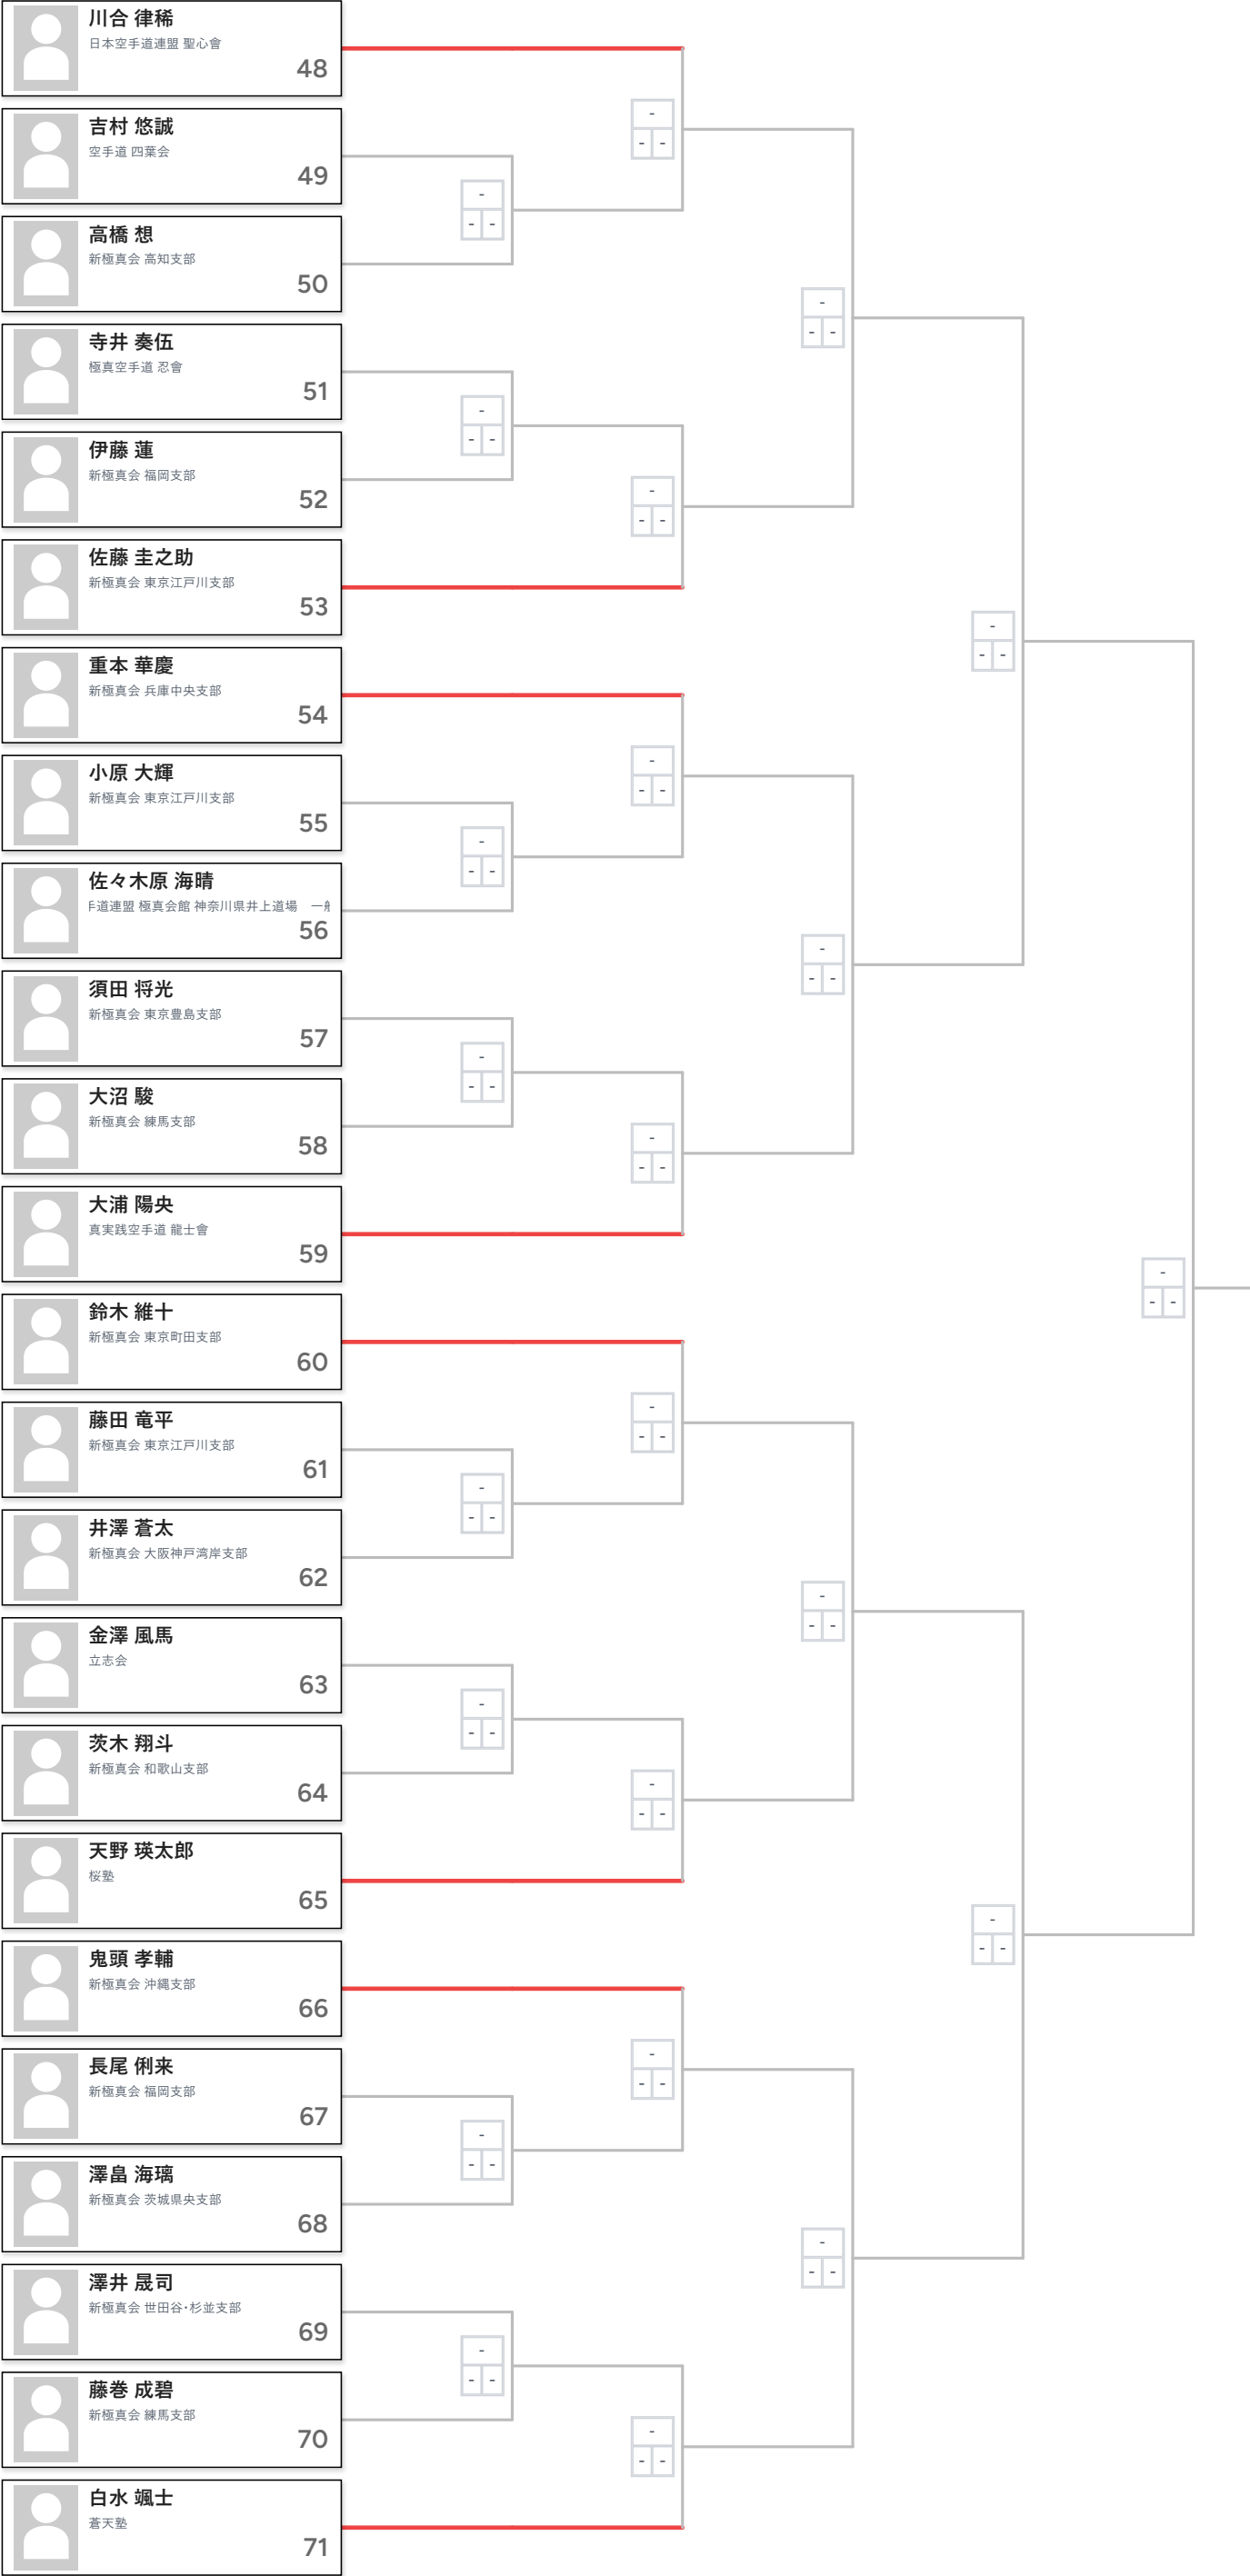 川合 律稀
日本空手道連盟 聖心會
48
-
- -
吉村 悠誠
空手道 四葉会
49
-
- -
高橋 想
新極真会 高知支部
50
-
- -
寺井 奏伍
極真空手道 忍會
51
-
- -
伊藤 蓮
新極真会 福岡支部
52
-
- -
佐藤 圭之助
新極真会 東京江戸川支部
53
-
- -
重本 華慶
新極真会 兵庫中央支部
54
-
- -
小原 大輝
新極真会 東京江戸川支部
55
-
- -
佐々木原 海晴
道連盟 極真会館 神奈川県井上道場 一
56
-
- -
須田 将光
新極真会 東京豊島支部
57
-
- -
大沼 駿
新極真会 練馬支部
58
-
- -
大浦 陽央
真実践空手道 龍士會
59
-
- -
鈴木 維十
新極真会 東京町田支部
60
-
- -
藤田 竜平
新極真会 東京江戸川支部
61
-
- -
井澤 蒼太
新極真会 大阪神戸湾岸支部
62
-
- -
金澤 風馬
立志会
63
-
- -
茨木 翔斗
新極真会 和歌山支部
64
-
- -
天野 瑛太郎
桜塾
65
-
- -
鬼頭 孝輔
新極真会 沖縄支部
66
-
- -
長尾 俐来
新極真会 福岡支部
67
-
- -
澤畠 海璃
新極真会 茨城県央支部
68
-
- -
澤井 晟司
新極真会 世田谷・杉並支部
69
-
- -
藤巻 成碧
新極真会 練馬支部
70
-
- -
白水 颯士
蒼天塾
71